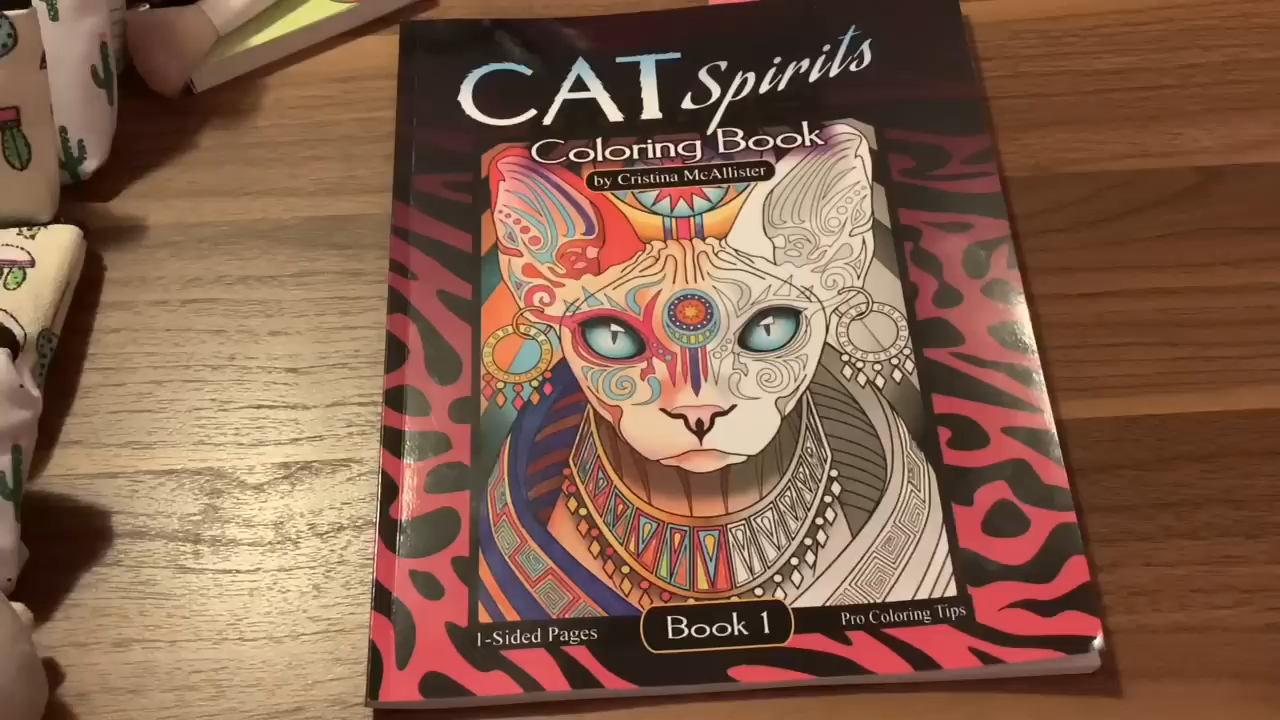 CAT Spirits
Coloring Book
by Cristina McAllister
1-Sided Pages
Book 1
Pro Coloring Tips